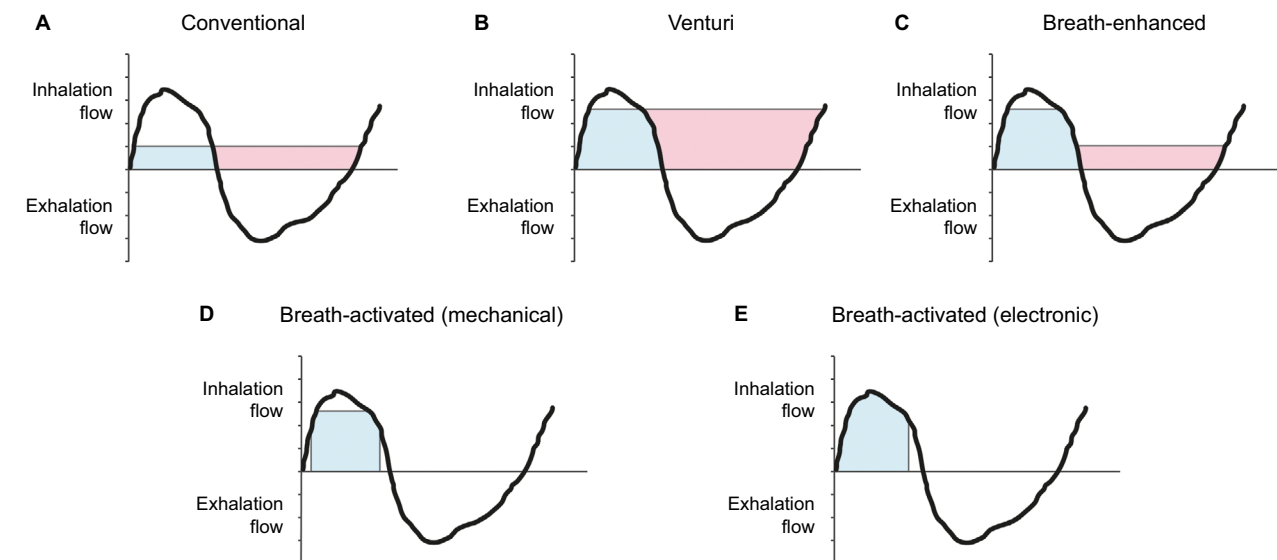 A Conventional
Inhalation
flow
Exhalation
flow
B Venturi
Inhalation
flow
Exhalation
flow
C Breath-enhanced
Inhalation
flow
Exhalation
flow
D Breath-activated (mechanical)
Inhalation
flow
Exhalation
flow
E Breath-activated (electronic)
Inhalation
flow
Exhalation
flow